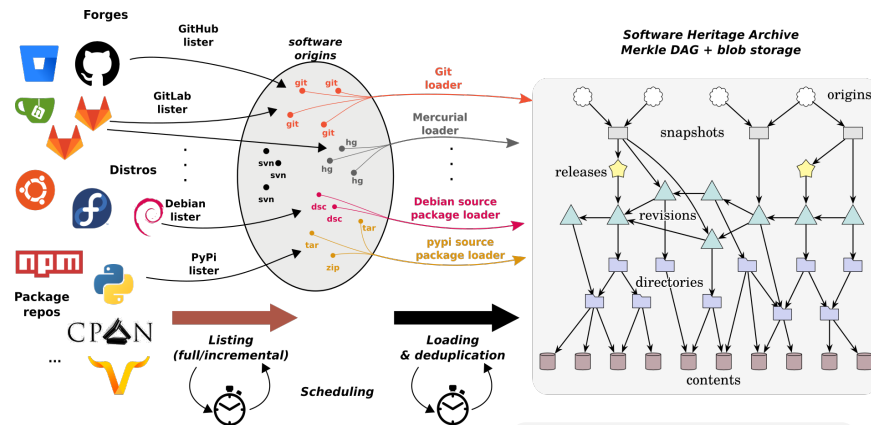 Forges
GitHub
lister
software
origins
Software Heritage Archive
Merkle DAG + blob storage
git
git
git
git
Git
loader
origins
GitLab
lister
Mercurial
loader
snapshots
hg
hg
hg
svn
svn
svn
Distros
releases
Debian
lister
dsc
dsc
Debian source
package loader
revisions
tar
tar
zip
pypi source
package loader
npm
PyPi
lister
directories
Package
repos
CPAN
...
Listing
(full/incremental)
Loading
& deduplication
Scheduling
contents